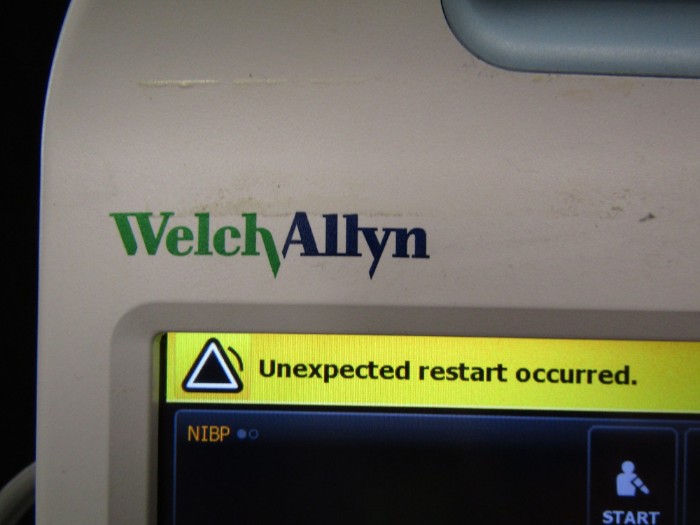 WelchAllyn
Unexpected restart occurred.
NIBP
START